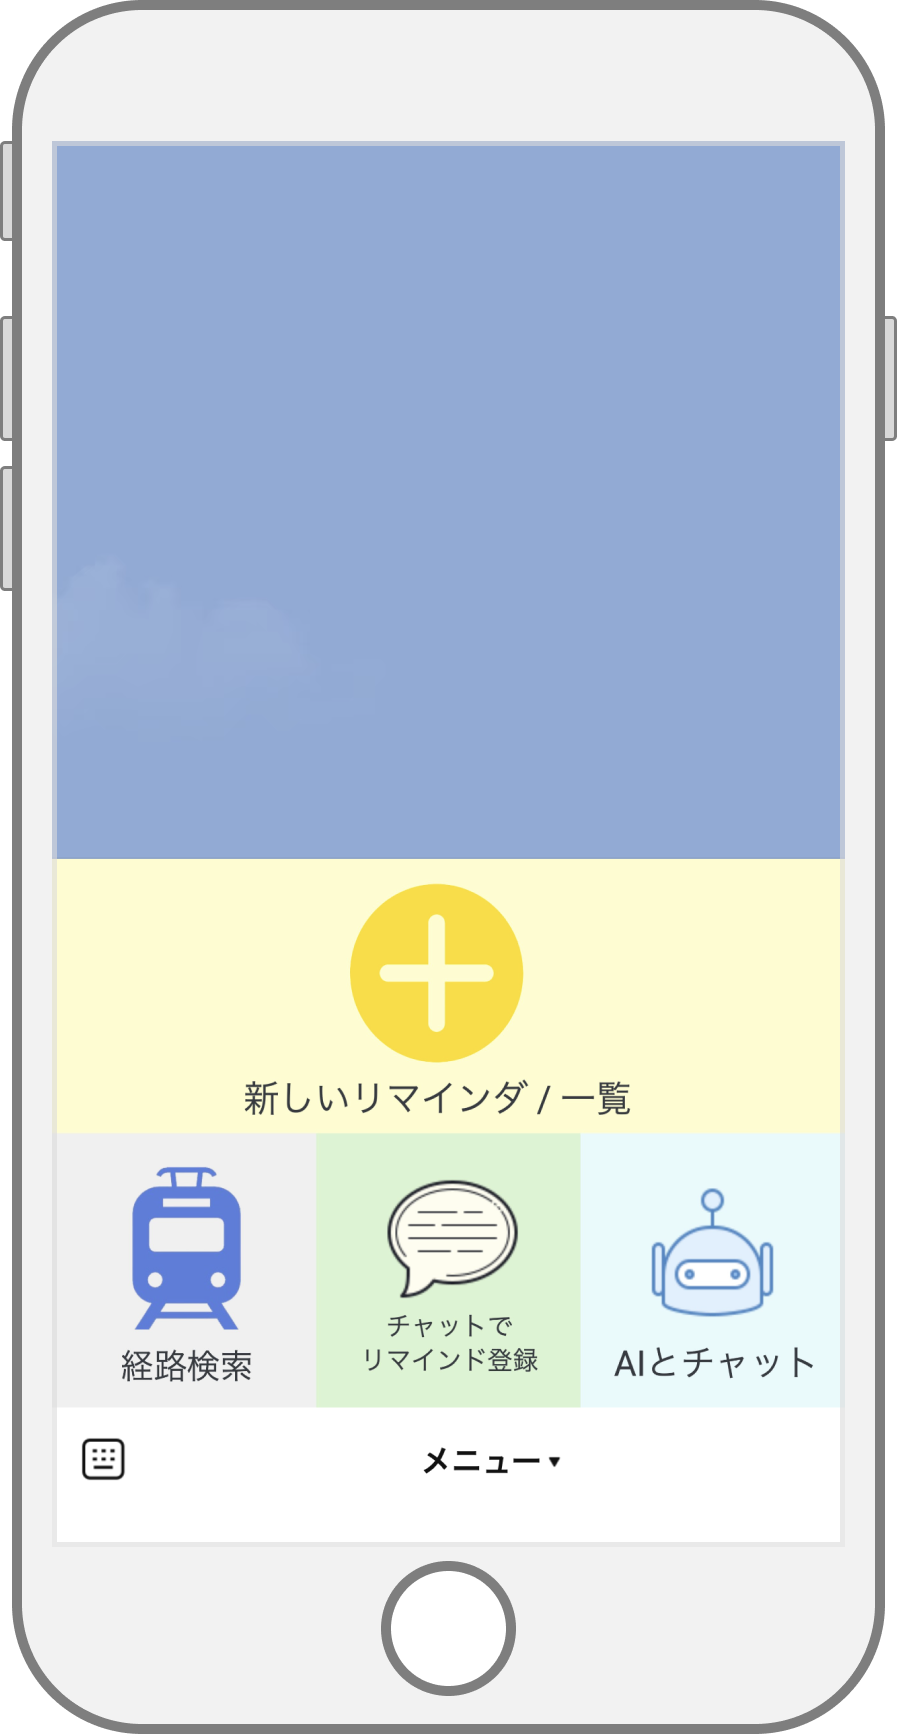 新しいリマインダ / 一覧
経路検索
チャットで
リマインド登録
AIとチャット
メニュー ▾